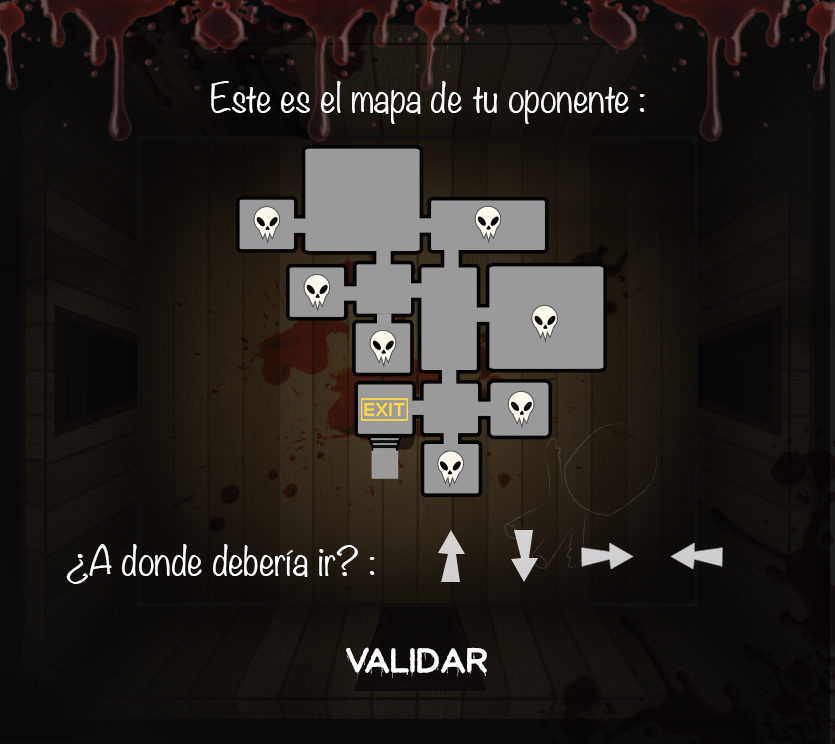 Este es el mapa de tu oponente :
EXIT
¿A donde debería ir? :
VALIDAR